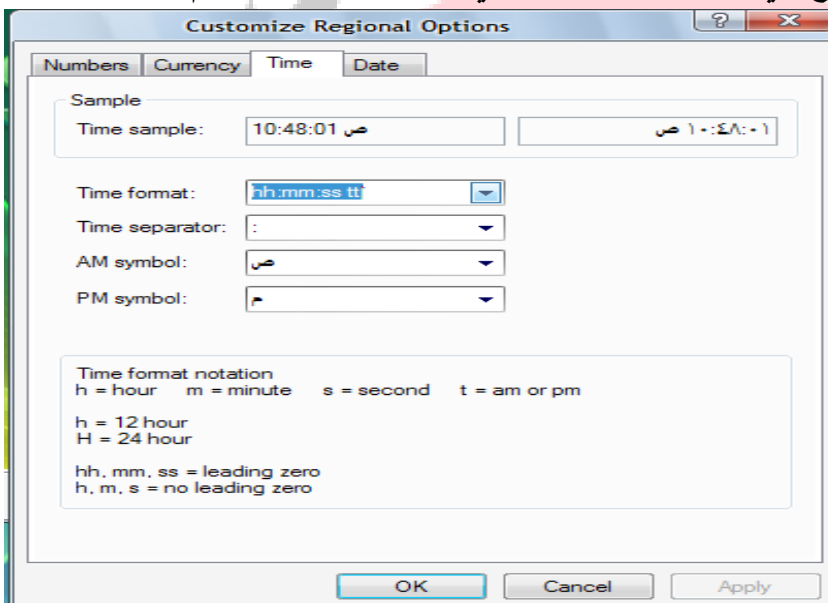 Customize Regional Options
Numbers Currency Time Date
Sample
Time sample: 10:48:01 ص ١٠:٤٨:٠١ ص
Time format: hh:mm:ss tt
Time separator: :
AM symbol: ص
PM symbol: م
Time format notation
h = hour m = minute s = second t = am or pm
h = 12 hour
H = 24 hour
hh, mm, ss = leading zero
h, m, s = no leading zero
OK Cancel Apply